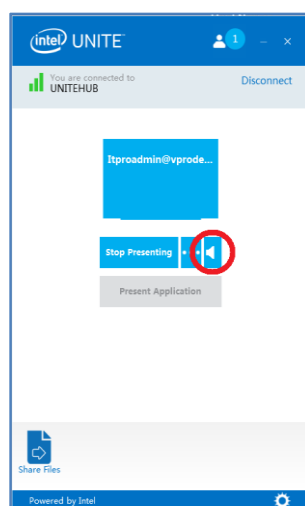 intel UNITE
1
You are connected to
UNITEHUB
Disconnect
Itproadmin@vprode...
Stop Presenting
Present Application
Share Files
Powered by Intel